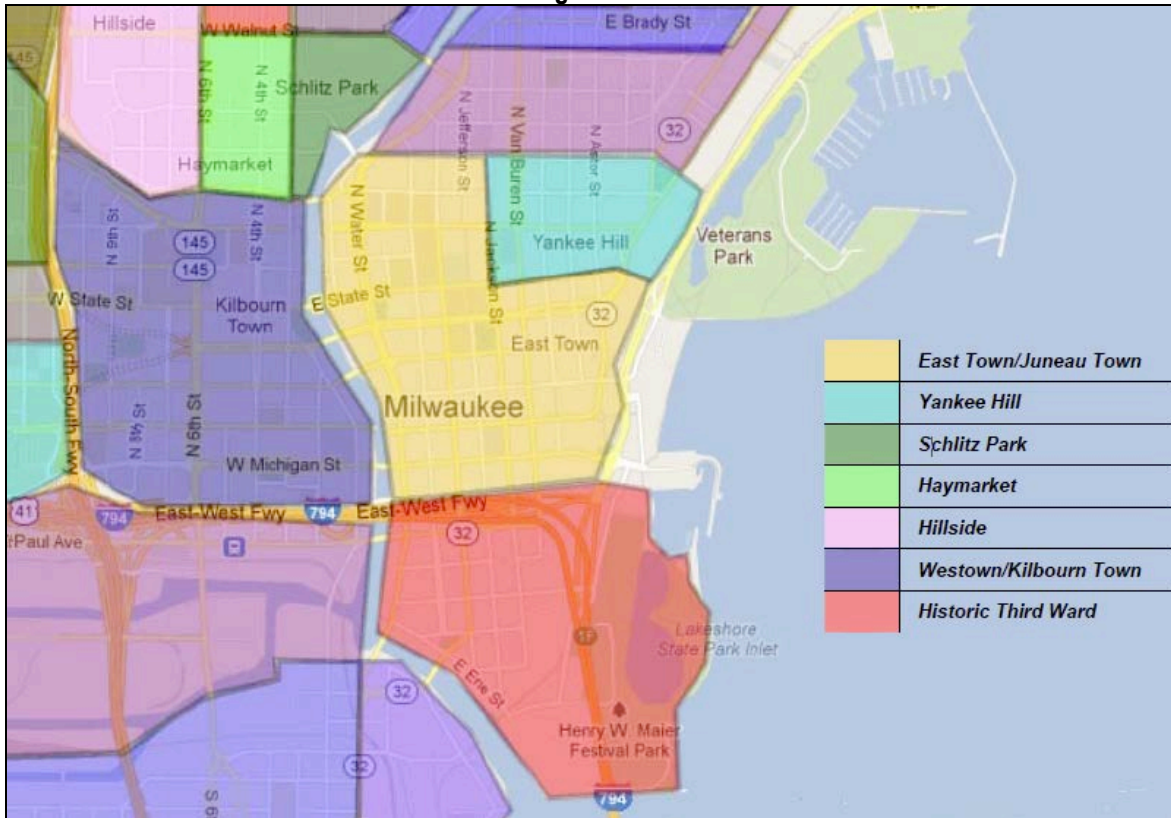 Hillside
W Walnut St
E Brady St
145
N 6th St
N 4th St
Schlitz Park
N Jefferson St
N Van Buren St
N Astor St
32
Haymarket
N Water St
N 9th St
N 4th St
145
145
Yankee Hill
Veterans
Park
N Jackson St
W State St
E State St
Kilbourn
Town
32
East Town
North-South Fwy
Milwaukee
N 6th St
W Michigan St
East Town/Juneau Town
Yankee Hill
Schlitz Park
Haymarket
Hillside
Westown/Kilbourn Town
Historic Third Ward
41
794
East-West Fwy
794
East-West Fwy
32
Paul Ave
Lakeshore
State Park Inlet
E Erie St
32
Henry W. Maier
Festival Park
32
794
S 6